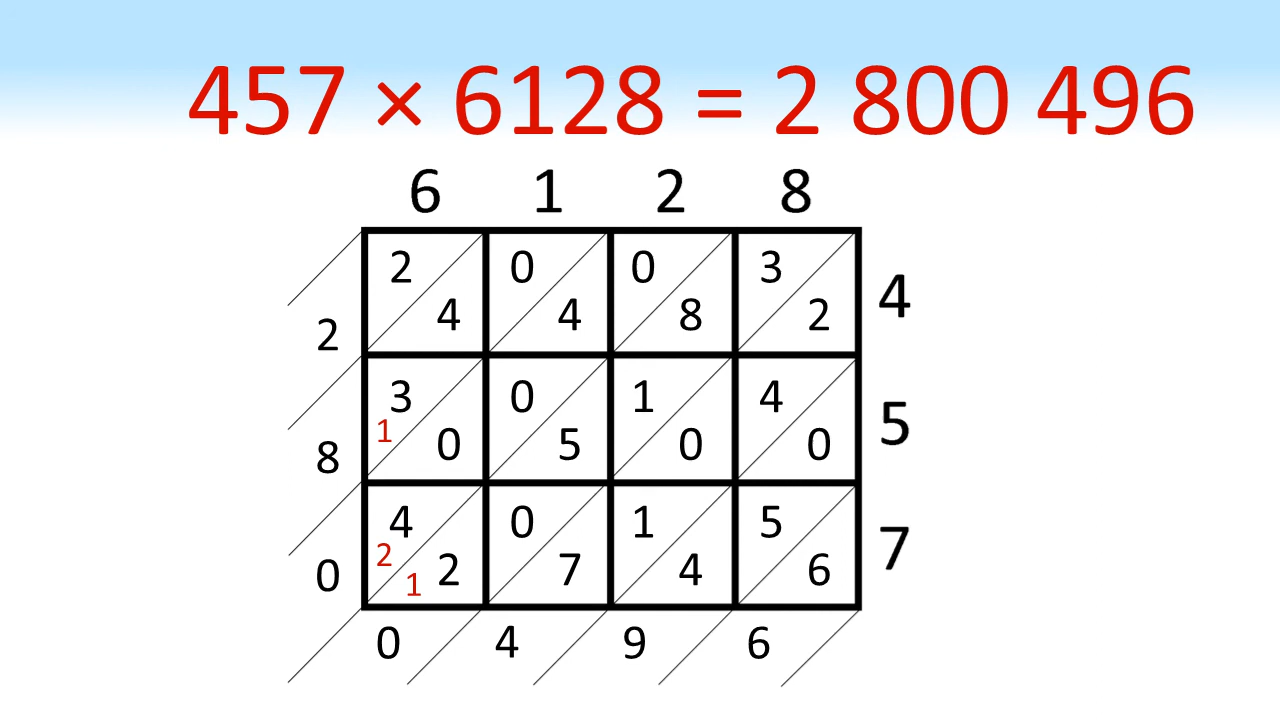 457 × 6128 = 2 800 496
6 1 2 8
2 0 0 3
4 4 8 2 4
2
3 0 1 4
1 0 5 0 0 5
8
4 0 1 5
2 1 2 7 4 6 7
0
0 4 9 6